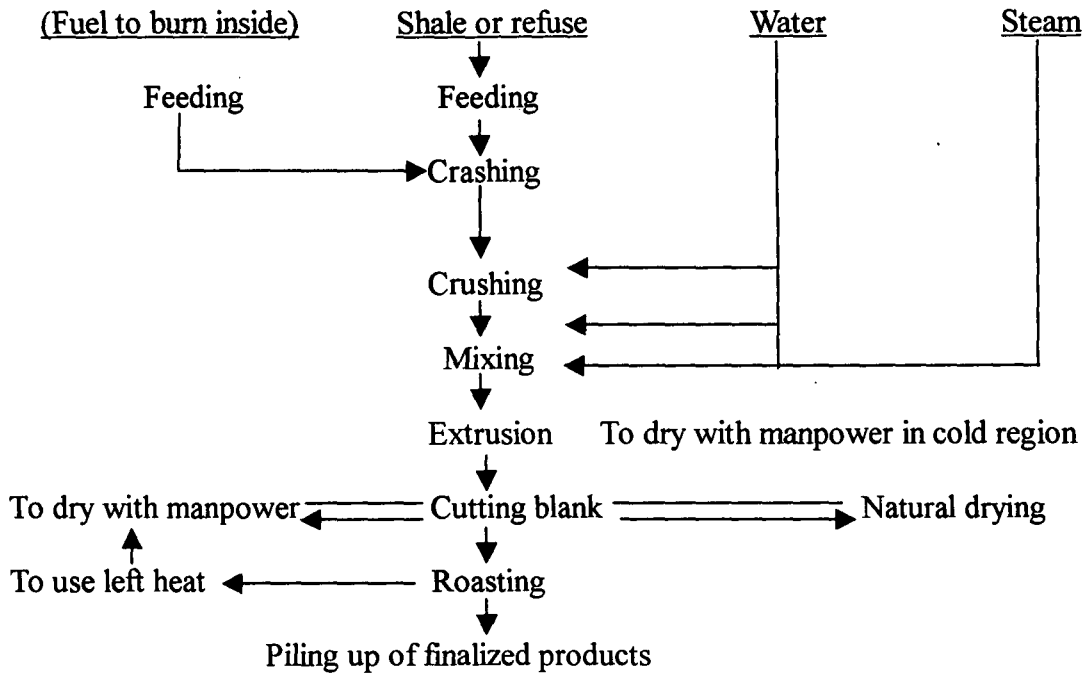 (Fuel to burn inside) Shale or refuse Water Steam
Feeding Feeding
Crashing
Crushing
Mixing
Extrusion To dry with manpower in cold region
To dry with manpower Cutting blank Natural drying
To use left heat Roasting
Piling up of finalized products